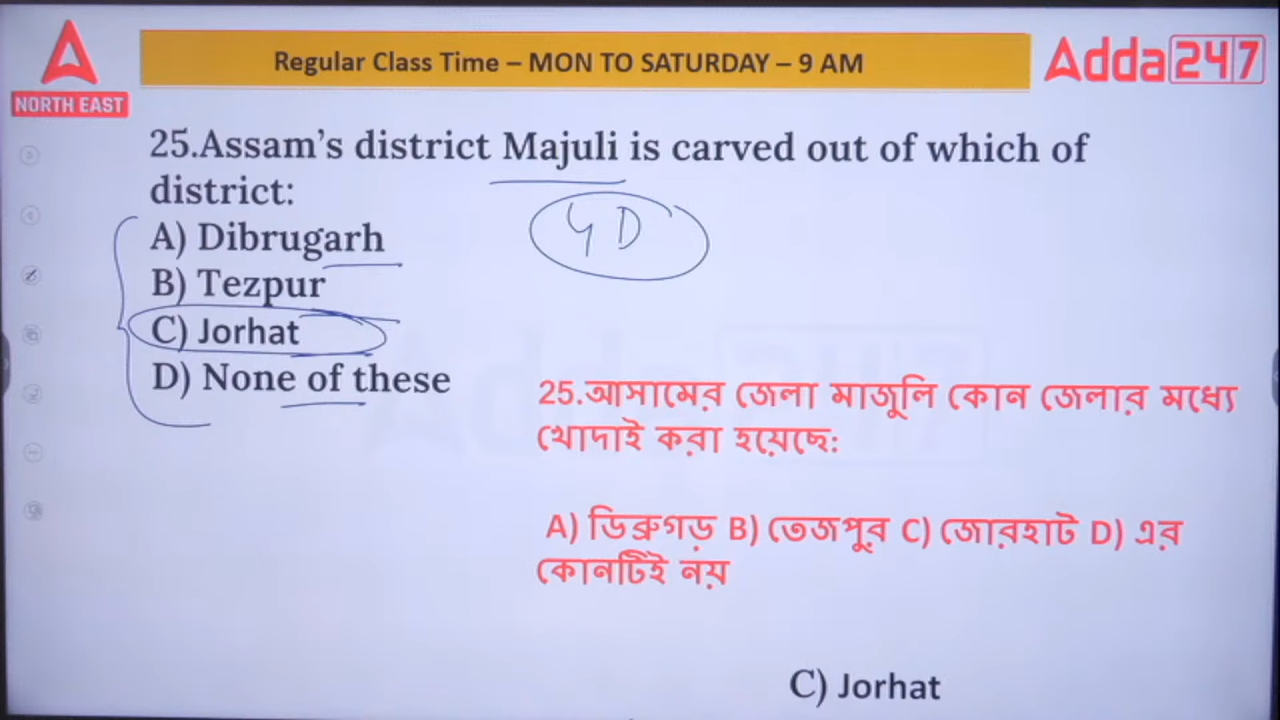 Regular Class Time – MON TO SATURDAY – 9 AM
Adda247
NORTH EAST
25.Assam's district Majuli is carved out of which of
district:
A) Dibrugarh
B) Tezpur
C) Jorhat
D) None of these
25.আসামের জেলা মাজুলি কোন জেলার মধ্যে
খোদাই করা হয়েছে:
A) ডিব্রুগড় B) তেজপুর C) জোরহাট D) এর
কোনটিই নয়
C) Jorhat